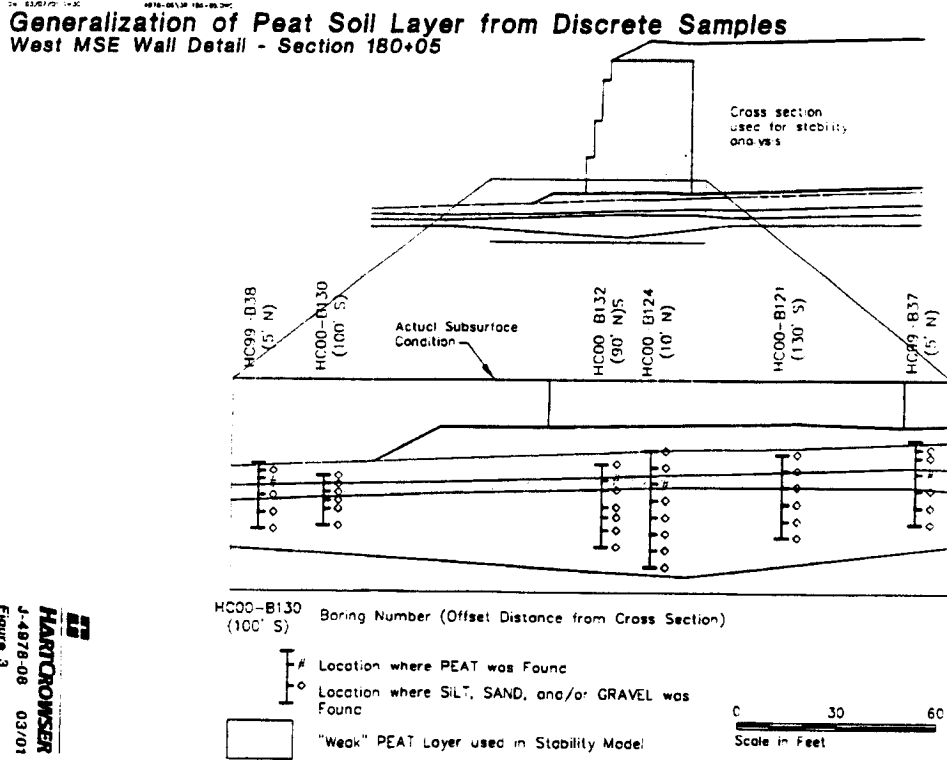 Generalization of Peat Soil Layer from Discrete Samples
West MSE Wall Detail - Section 180+05
Cross section
used for stability
analysis
HC99-B38
(5' N)
HC00-B130
(100' S)
Actual Subsurface
Condition
HC00 B132
(90' N)S
HC00 B124
(10' N)
HC00-B121
(130' S)
HC99-B37
(5' N)
HC00-B130
(100' S)
Boring Number (Offset Distance from Cross Section)
# Location where PEAT was Found
Location where SILT, SAND, and/or GRAVEL was
Found
"Weak" PEAT Layer used in Stability Model
0 30 60
Scale in Feet
HARTCROWSER
J-4978-06 03/01
Figure 3